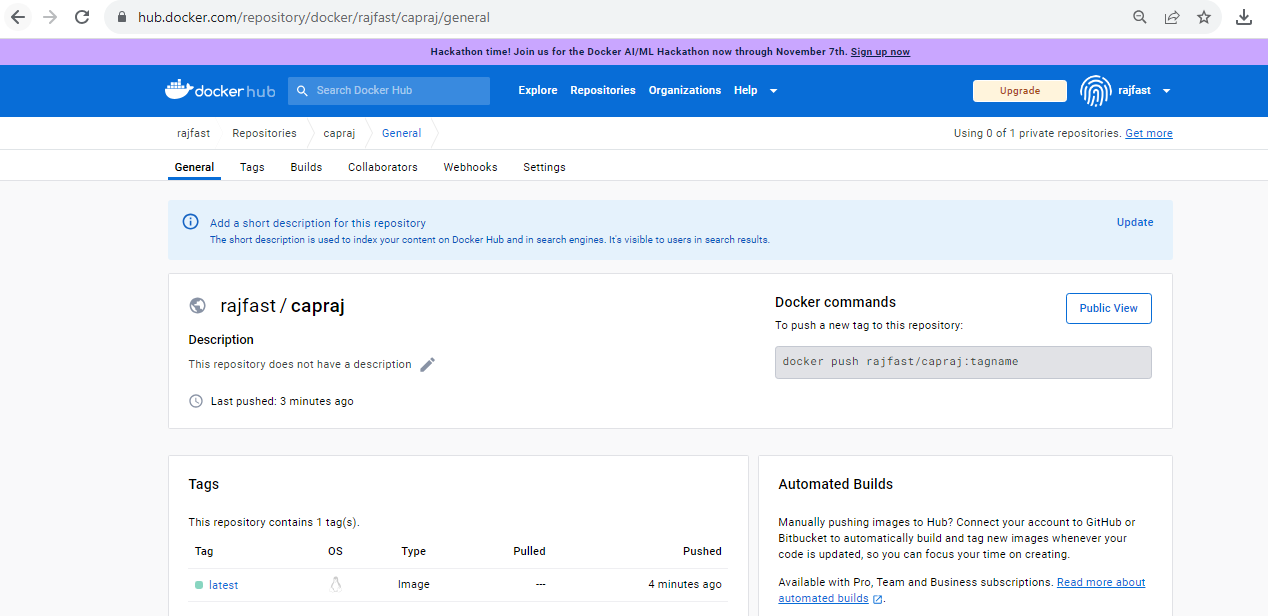 hub.docker.com/repository/docker/rajfast/capraj/general
Hackathon time! Join us for the Docker AI/ML Hackathon now through November 7th. Sign up now
docker hub
Search Docker Hub
Explore Repositories Organizations Help
Upgrade
rajfast
rajfast Repositories capraj General
Using 0 of 1 private repositories. Get more
General Tags Builds Collaborators Webhooks Settings
Add a short description for this repository
Update
The short description is used to index your content on Docker Hub and in search engines. It's visible to users in search results.
rajfast / capraj
Description
This repository does not have a description
Last pushed: 3 minutes ago
Docker commands
Public View
To push a new tag to this repository:
docker push rajfast/capraj:tagname
Tags
This repository contains 1 tag(s).
Tag OS Type Pulled Pushed
latest Image --- 4 minutes ago
Automated Builds
Manually pushing images to Hub? Connect your account to GitHub or
Bitbucket to automatically build and tag new images whenever your
code is updated, so you can focus your time on creating.
Available with Pro, Team and Business subscriptions. Read more about
automated builds .